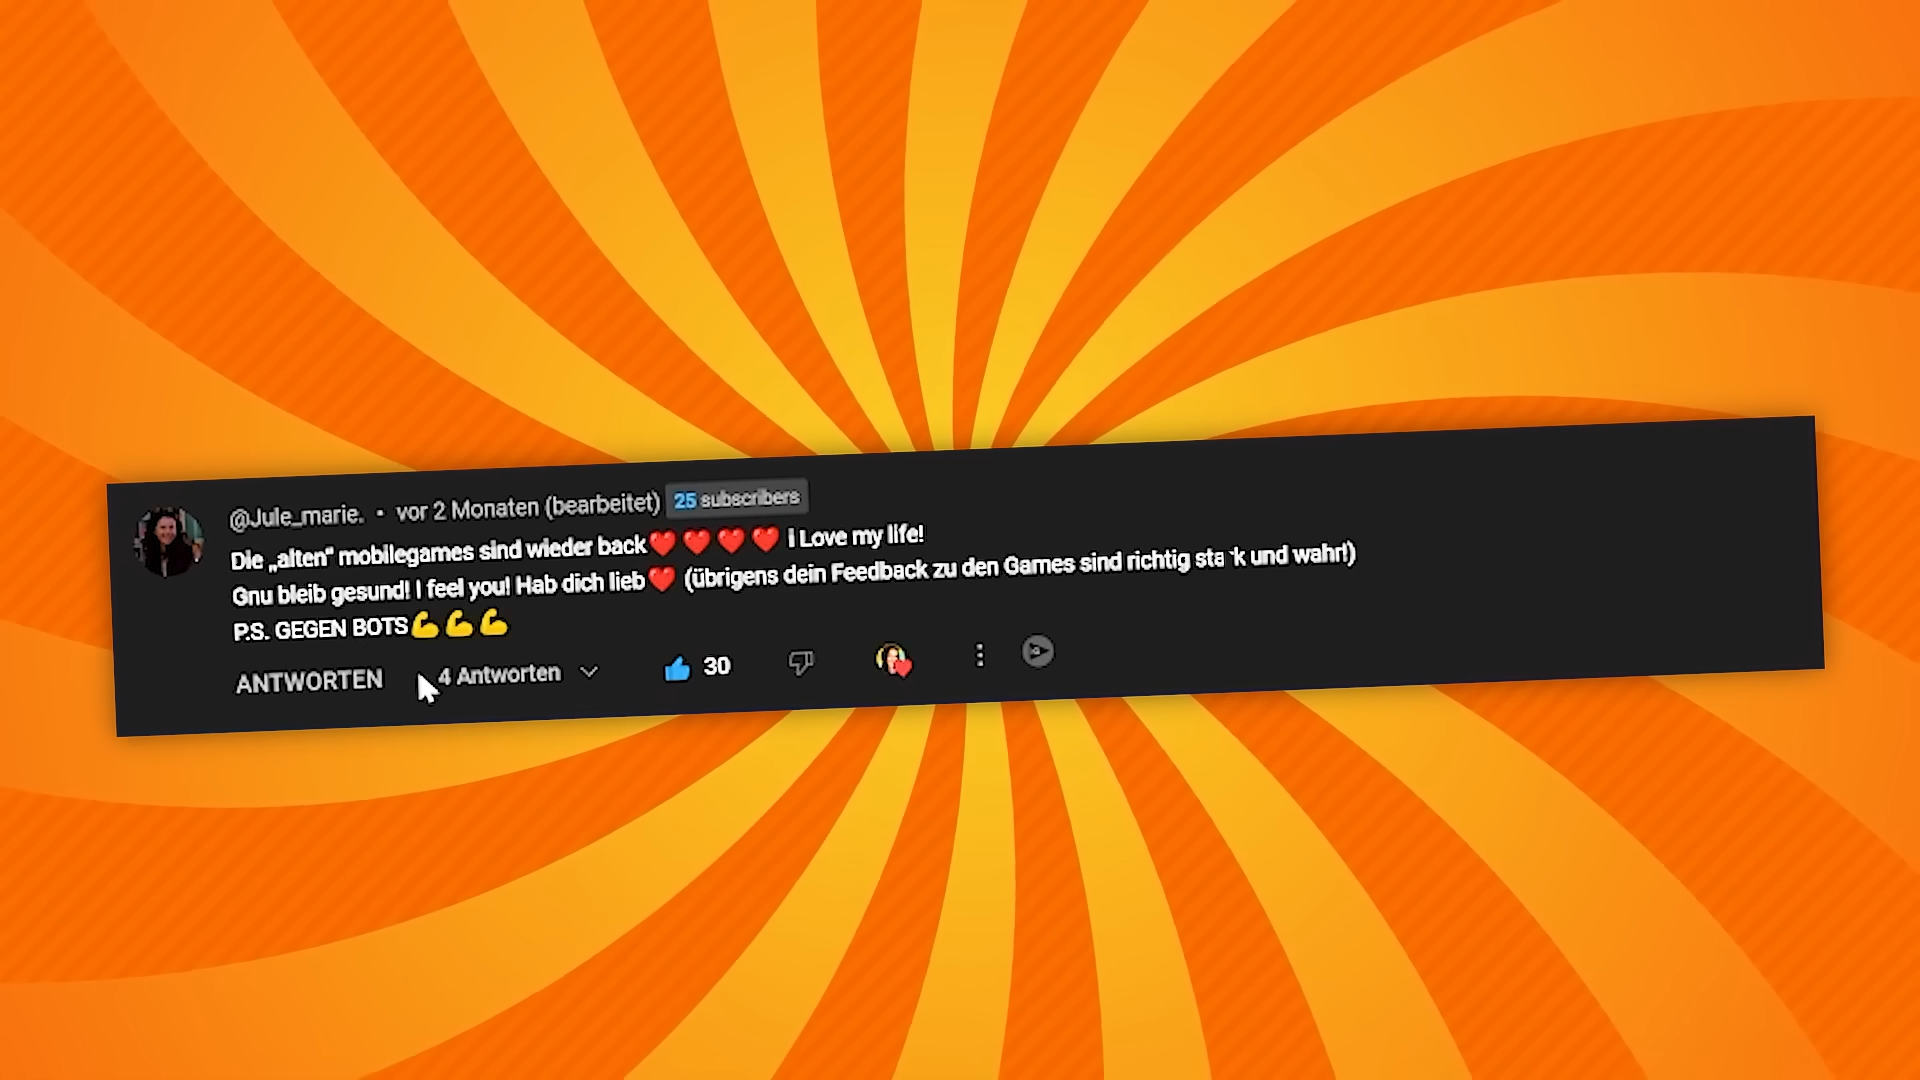 @Jule_marie. • vor 2 Monaten (bearbeitet) 25 subscribers
Die „alten“ mobilegames sind wieder back❤️❤️❤️❤️ i Love my life!
Gnu bleib gesund! I feel you! Hab dich lieb❤️ (übrigens dein Feedback zu den Games sind richtig sta k und wahr!)
P.S. GEGEN BOTS💪💪💪
ANTWORTEN 4 Antworten 30